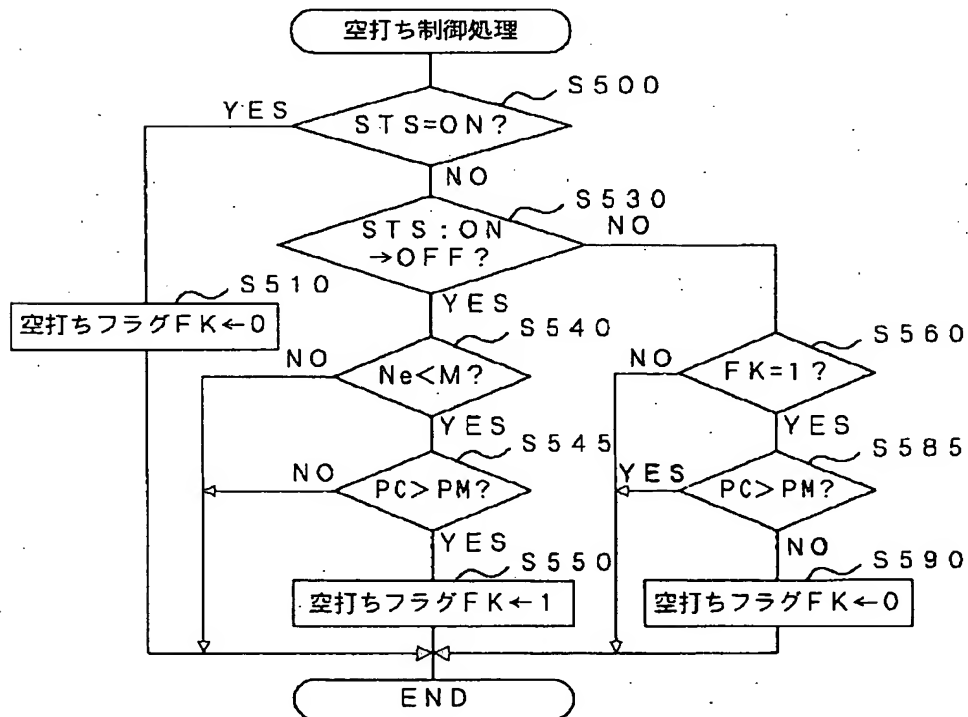 空打ち制御処理
S500
YES
STS=ON?
NO
S530
STS:ON
→OFF?
NO
S510
YES
空打ちフラグFK←0
S540
S560
NO
Ne<M?
NO
FK=1?
YES
YES
S545
S585
NO
PC>PM?
YES
PC>PM?
YES
NO
S550
S590
空打ちフラグFK←1
空打ちフラグFK←0
END